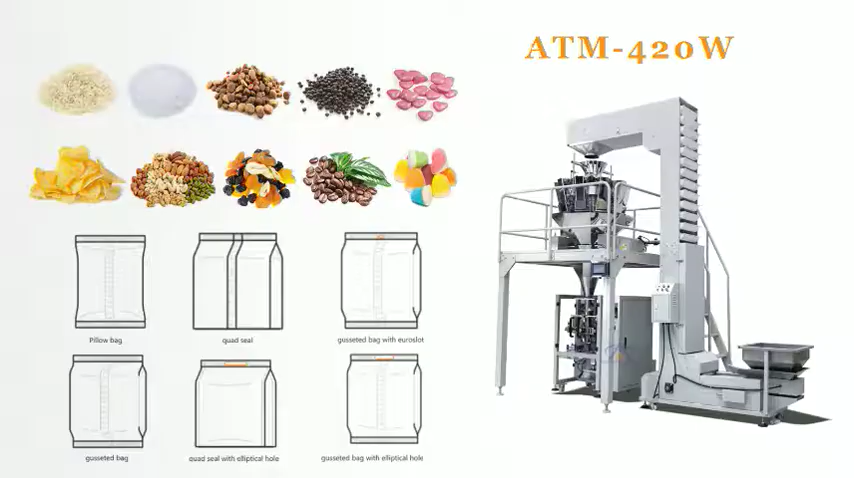 ATM-420W
Pillow bag
quad seal
gusseted bag with euroslot
gusseted bag
quad seal with elliptical hole
gusseted bag with elliptical hole